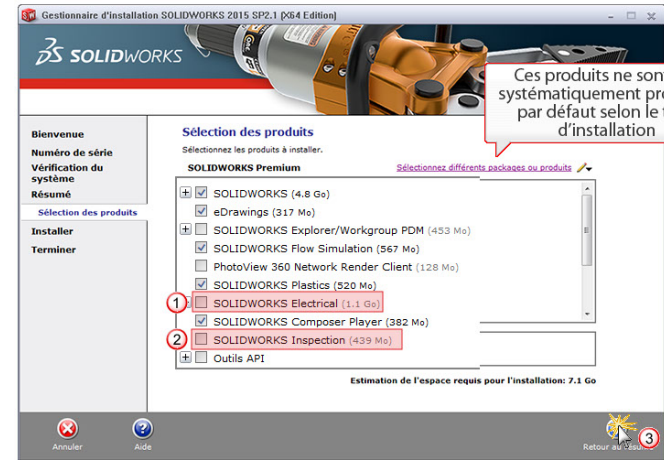 Gestionnaire d'installation SOLIDWORKS 2015 SP2.1 (X64 Edition)
SOLIDWORKS
Ces produits ne sont
systématiquement
par défaut selon le
d'installation
Bienvenue
Numéro de série
Vérification du
système
Résumé
Sélection des produits
Installer
Terminer
Sélection des produits
Sélectionnez les produits à installer.
SOLIDWORKS Premium
Sélectionnez différents packages ou produits
SOLIDWORKS (4.8 Go)
eDrawings (317 Mo)
SOLIDWORKS Explorer/Workgroup PDM (453 Mo)
SOLIDWORKS Flow Simulation (567 Mo)
PhotoView 360 Network Render Client (128 Mo)
SOLIDWORKS Plastics (520 Mo)
1 SOLIDWORKS Electrical (1.1 Go)
SOLIDWORKS Composer Player (382 Mo)
2 SOLIDWORKS Inspection (439 Mo)
Outils API
Estimation de l'espace requis pour l'installation: 7.1 Go
Annuler
Aide
Retour au résumé
3